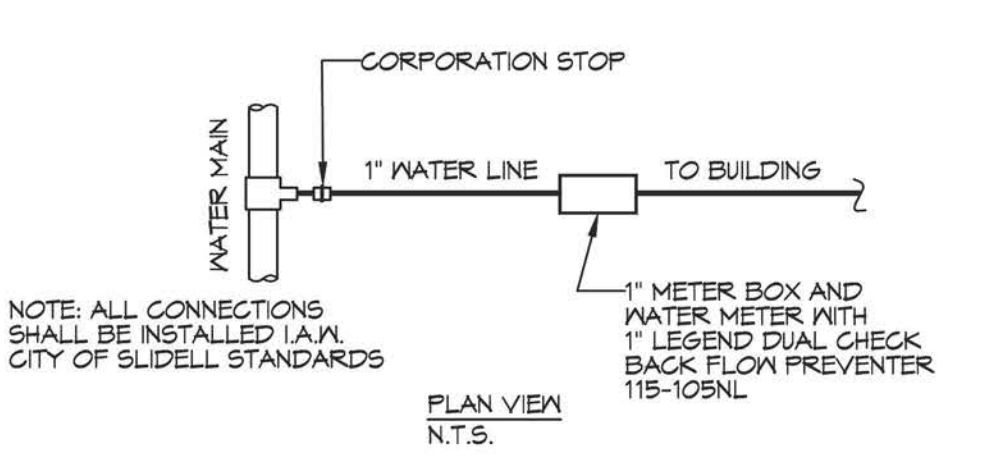 CORPORATION STOP
WATER MAIN
1" WATER LINE
TO BUILDING
NOTE: ALL CONNECTIONS
SHALL BE INSTALLED I.A.W.
CITY OF SLIDELL STANDARDS
1" METER BOX AND
WATER METER WITH
1" LEGEND DUAL CHECK
BACK FLOW PREVENTER
115-105NL
PLAN VIEW
N.T.S.